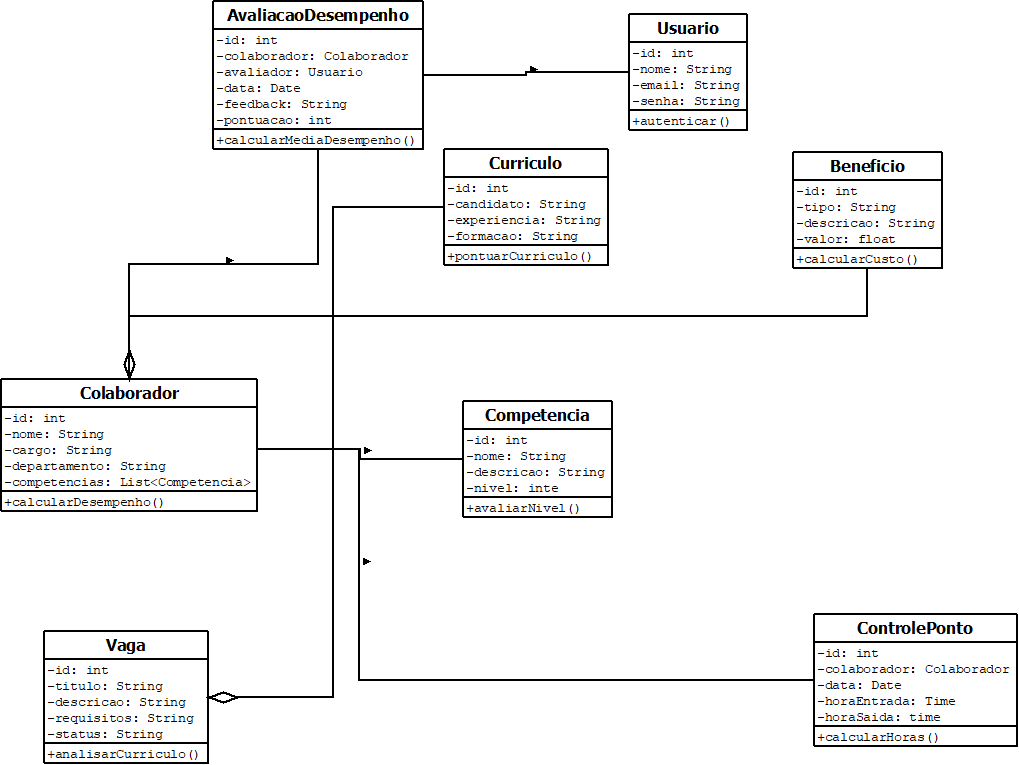 AvaliacaoDesempenho
-id: int
-colaborador: Colaborador
-avaliador: Usuario
-data: Date
-feedback: String
-pontuacao: int
+calcularMediaDesempenho()
Usuario
-id: int
-nome: String
-email: String
-senha: String
+autenticar()
Curriculo
-id: int
-candidato: String
-experiencia: String
-formacao: String
+pontuarCurriculo()
Beneficio
-id: int
-tipo: String
-descricao: String
-valor: float
+calcularCusto()
Colaborador
-id: int
-nome: String
-cargo: String
-departamento: String
-competencias: List<Competencia>
+calcularDesempenho()
Competencia
-id: int
-nome: String
-descricao: String
-nivel: inte
+avaliarNivel()
Vaga
-id: int
-titulo: String
-descricao: String
-requisitos: String
-status: String
+analisarCurriculo()
ControlePonto
-id: int
-colaborador: Colaborador
-data: Date
-horaEntrada: Time
-horaSaida: time
+calcularHoras()